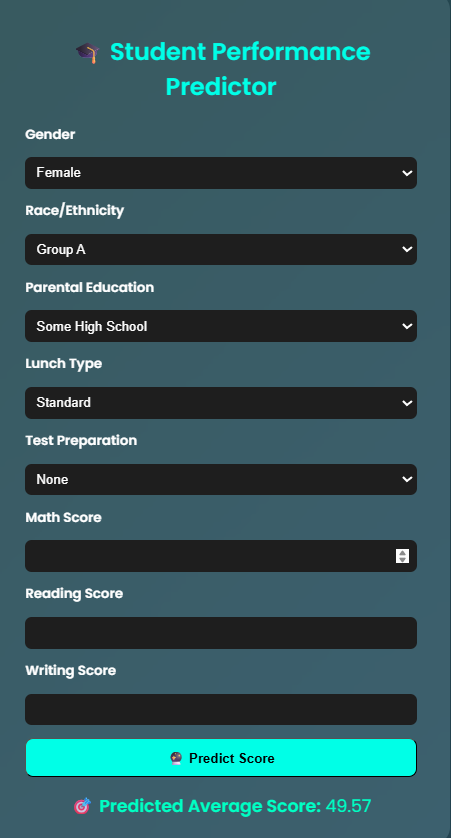 🎓 Student Performance
Predictor
Gender
Female
Race/Ethnicity
Group A
Parental Education
Some High School
Lunch Type
Standard
Test Preparation
None
Math Score
Reading Score
Writing Score
🔮 Predict Score
🎯 Predicted Average Score: 49.57